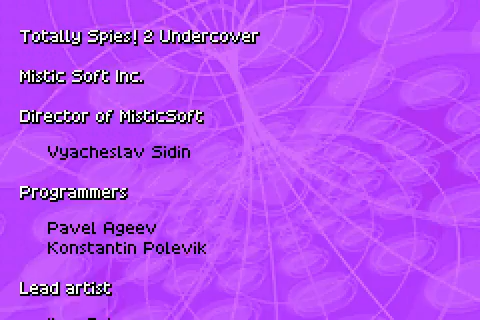 Totally Spies! 2 Undercover
Mistic Soft Inc.
Director of MisticSoft
Vyacheslav Sidin
Programmers
Pavel Ageev
Konstantin Polevik
Lead artist